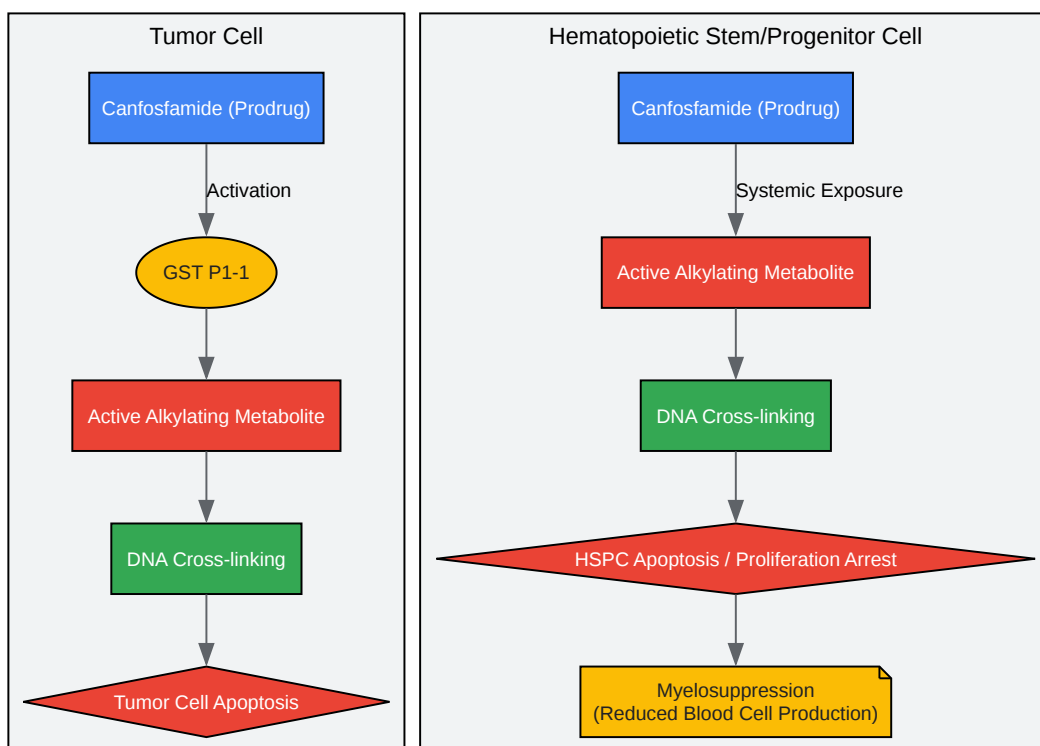 Tumor Cell
Canfosfamide (Prodrug)
Activation
GST P1-1
Active Alkylating Metabolite
DNA Cross-linking
Tumor Cell Apoptosis
Hematopoietic Stem/Progenitor Cell
Canfosfamide (Prodrug)
Systemic Exposure
Active Alkylating Metabolite
DNA Cross-linking
HSPC Apoptosis / Proliferation Arrest
Myelosuppression
(Reduced Blood Cell Production)